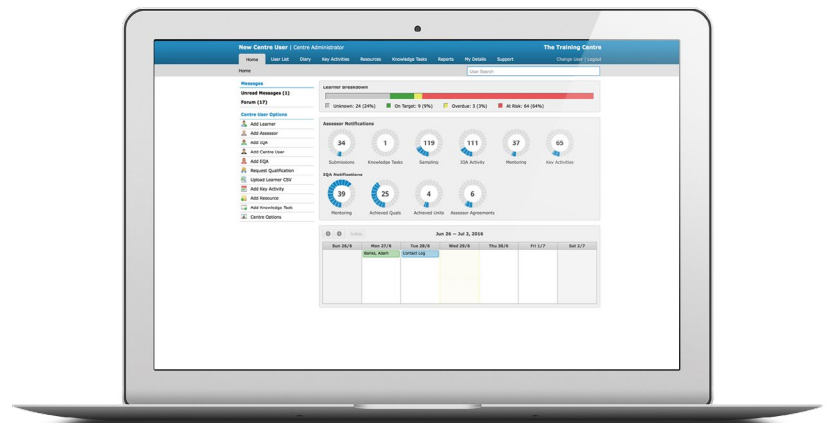 New Centre User | Centre Administrator
The Training Centre
Home User List Diary Key Activities Resources Knowledge Tasks Reports My Details Support Change User / Logout
Home
User Search
Messages
Unread Messages (1)
Forum (17)
Centre User Options
Add Learner
Add Assessor
Add IQA
Add Centre User
Add EQA
Request Qualification
Upload Learner CSV
Add Key Activity
Add Resource
Add Knowledge Task
Centre Options
Learner Breakdown
Unknown: 24 (24%) On Target: 9 (9%) Overdue: 3 (3%) At Risk: 64 (64%)
Assessor Notifications
34 1 119 111 37 65
Submissions Knowledge Tasks Sampling IQA Activity Mentoring Key Activities
IQA Notifications
39 25 4 6
Mentoring Achieved Quals Achieved Units Assessor Agreements
Today Jun 26 — Jul 2, 2016
Sun 26/6 Mon 27/6 Tue 28/6 Wed 29/6 Thu 30/6 Fri 1/7 Sat 2/7
Banks, Adam Contact Log